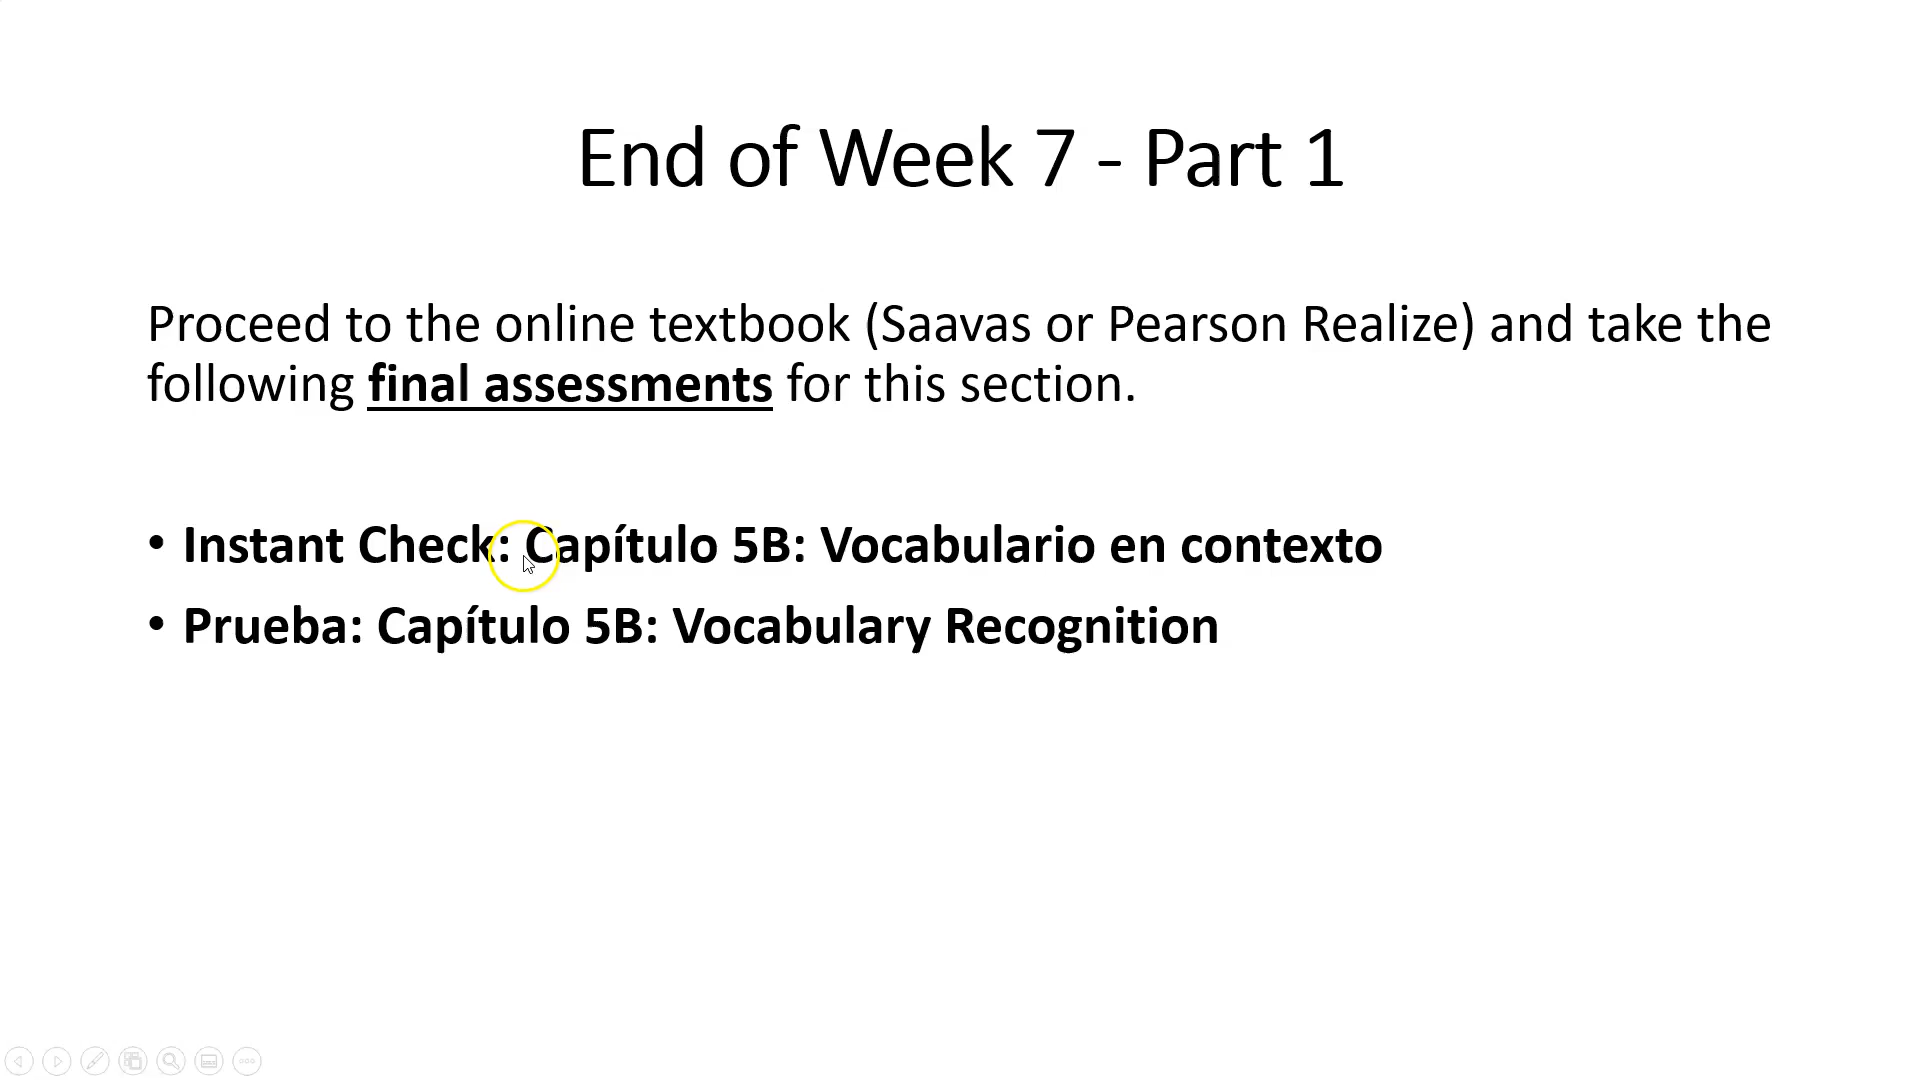 End of Week 7 - Part 1
Proceed to the online textbook (Saavas or Pearson Realize) and take the
following final assessments for this section.
• Instant Check: Capítulo 5B: Vocabulario en contexto
• Prueba: Capítulo 5B: Vocabulary Recognition